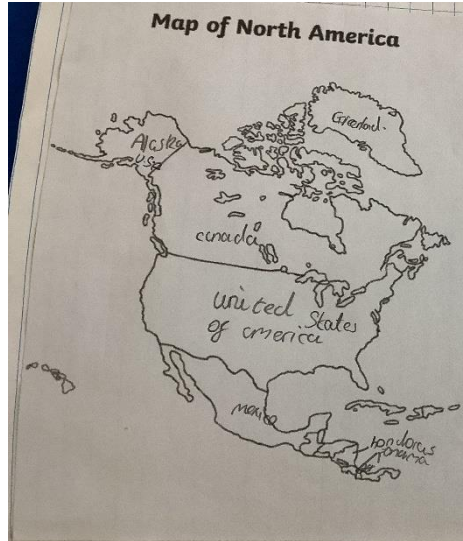 Map of North America
Greenland.
Alaska
USA
canada
united States
of america
mexico
honduras
panama